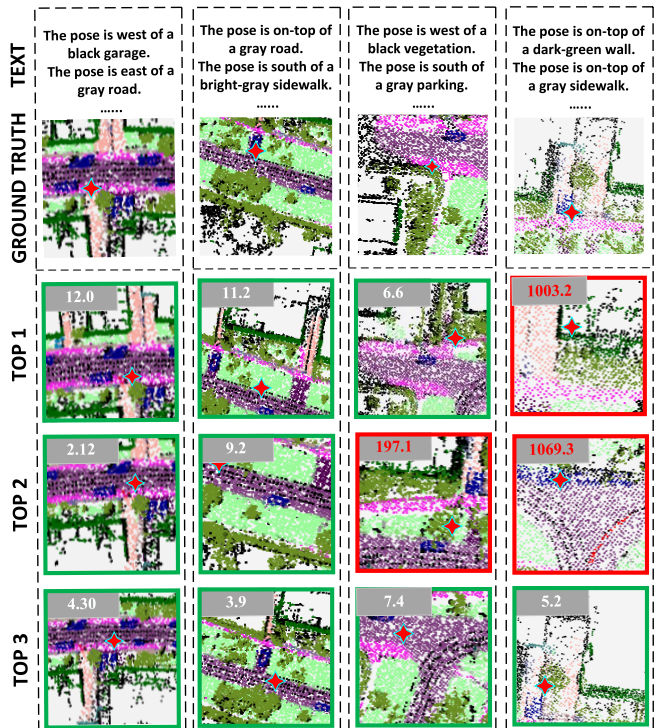 TEXT
The pose is west of a
black garage.
The pose is east of a
gray road.
......
The pose is on-top of
a gray road.
The pose is south of a
bright-gray sidewalk.
......
The pose is west of a
black vegetation.
The pose is south of
a gray parking.
......
The pose is on-top of
a dark-green wall.
The pose is on-top of
a gray sidewalk.
......
GROUND TRUTH
TOP 1
12.0
11.2
6.6
1003.2
TOP 2
2.12
9.2
197.1
1069.3
TOP 3
4.30
3.9
7.4
5.2